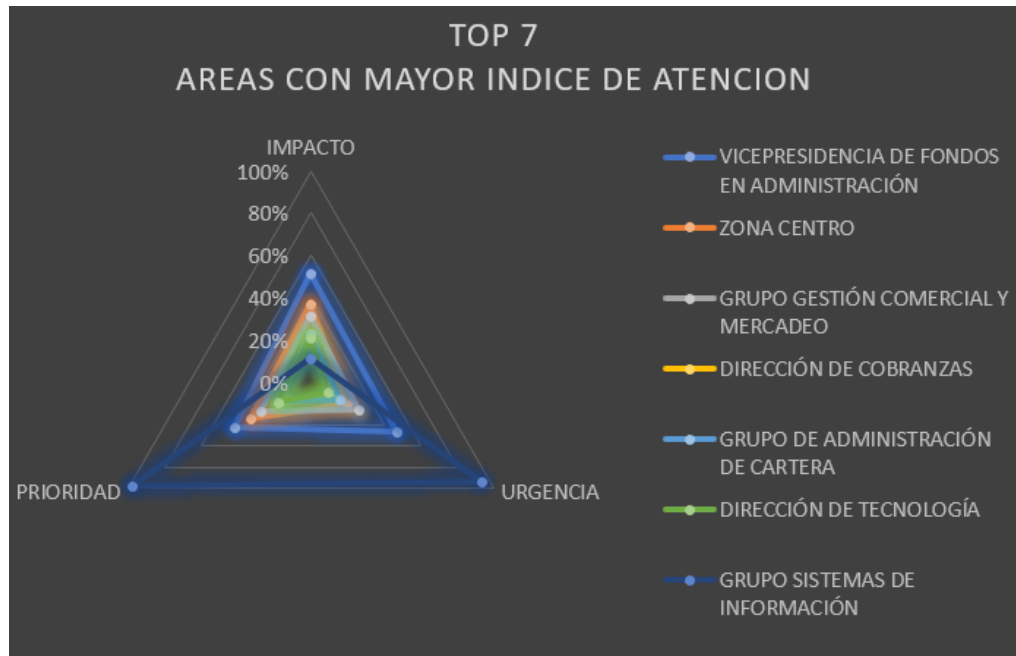 TOP 7
AREAS CON MAYOR INDICE DE ATENCION
IMPACTO
100%
80%
60%
40%
20%
0%
PRIORIDAD
URGENCIA
VICEPRESIDENCIA DE FONDOS
EN ADMINISTRACIÓN
ZONA CENTRO
GRUPO GESTIÓN COMERCIAL Y
MERCADEO
DIRECCIÓN DE COBRANZAS
GRUPO DE ADMINISTRACIÓN
DE CARTERA
DIRECCIÓN DE TECNOLOGÍA
GRUPO SISTEMAS DE
INFORMACIÓN